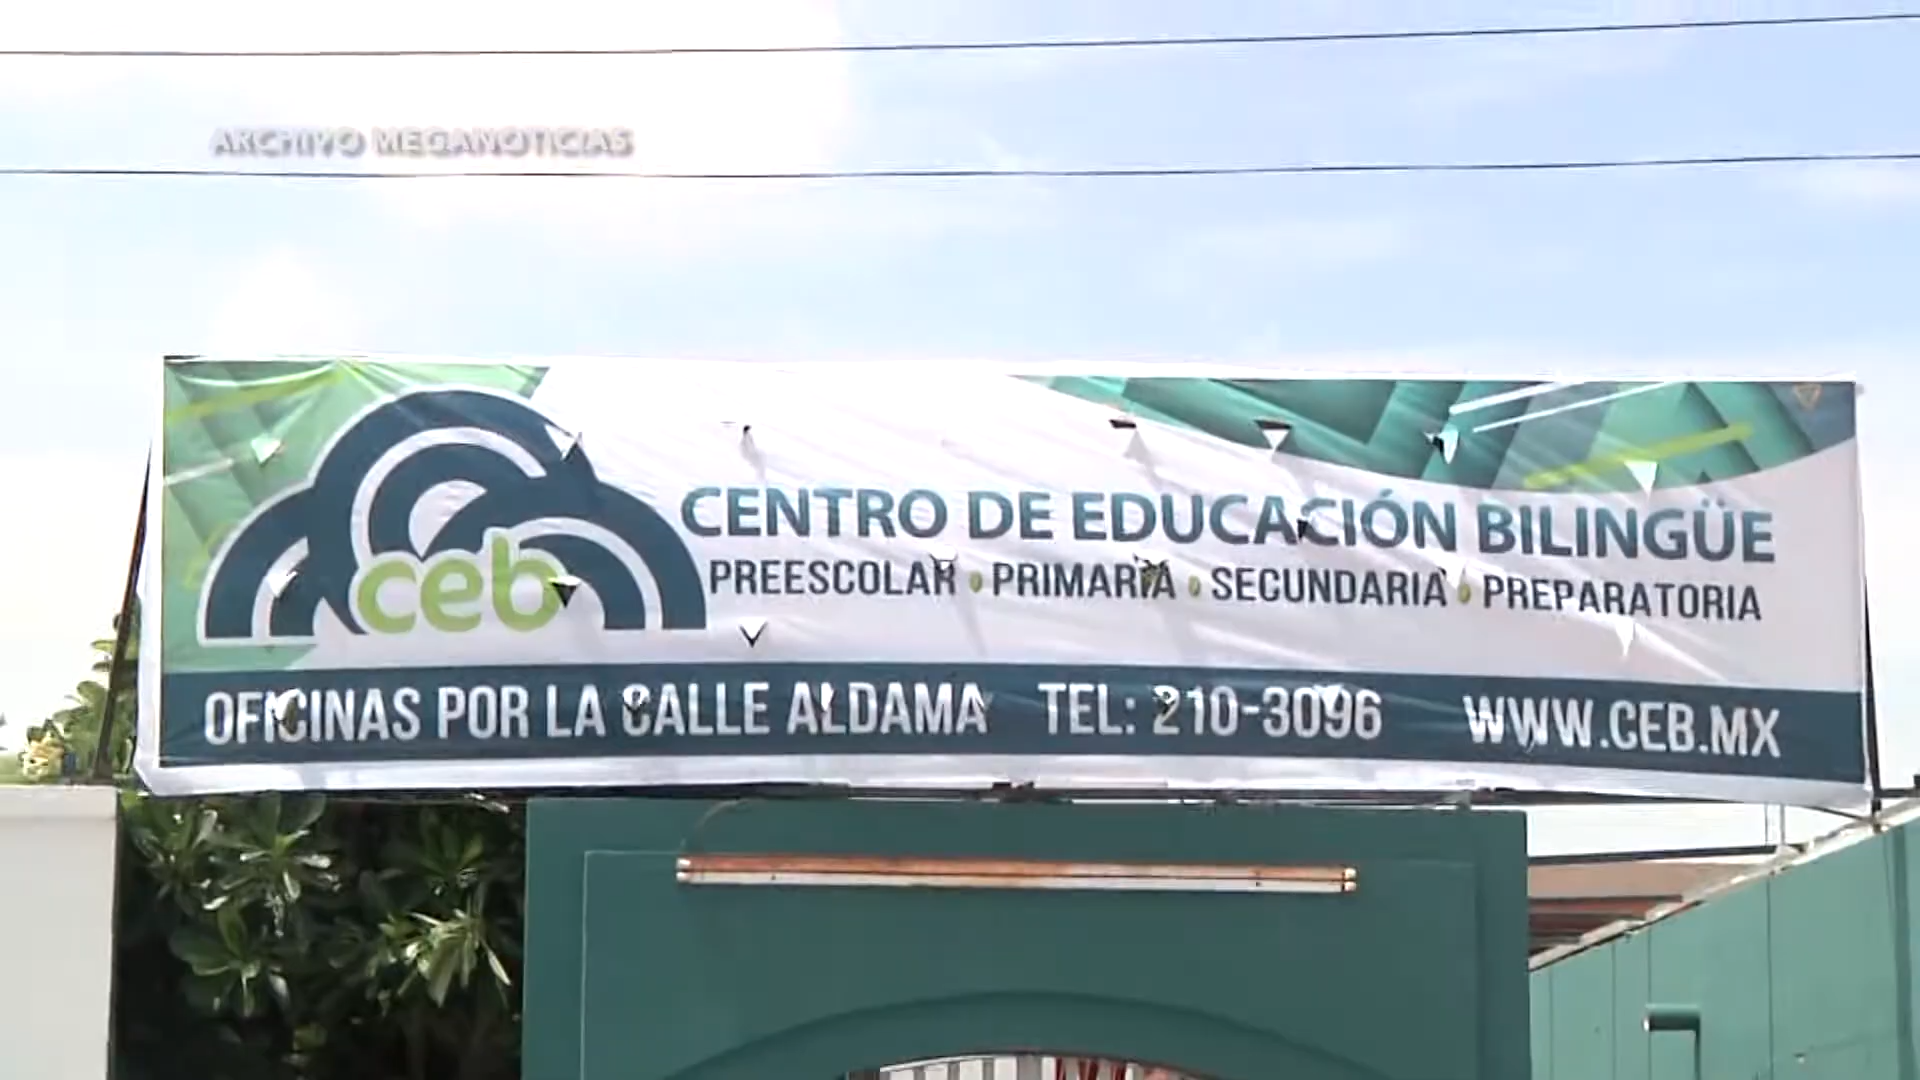 ARCHIVO MEGANOTICIAS
ceb
CENTRO DE EDUCACIÓN BILINGÜE
PREESCOLAR • PRIMARIA • SECUNDARIA • PREPARATORIA
OFICINAS POR LA CALLE ALDAMA TEL: 210-3096 WWW.CEB.MX